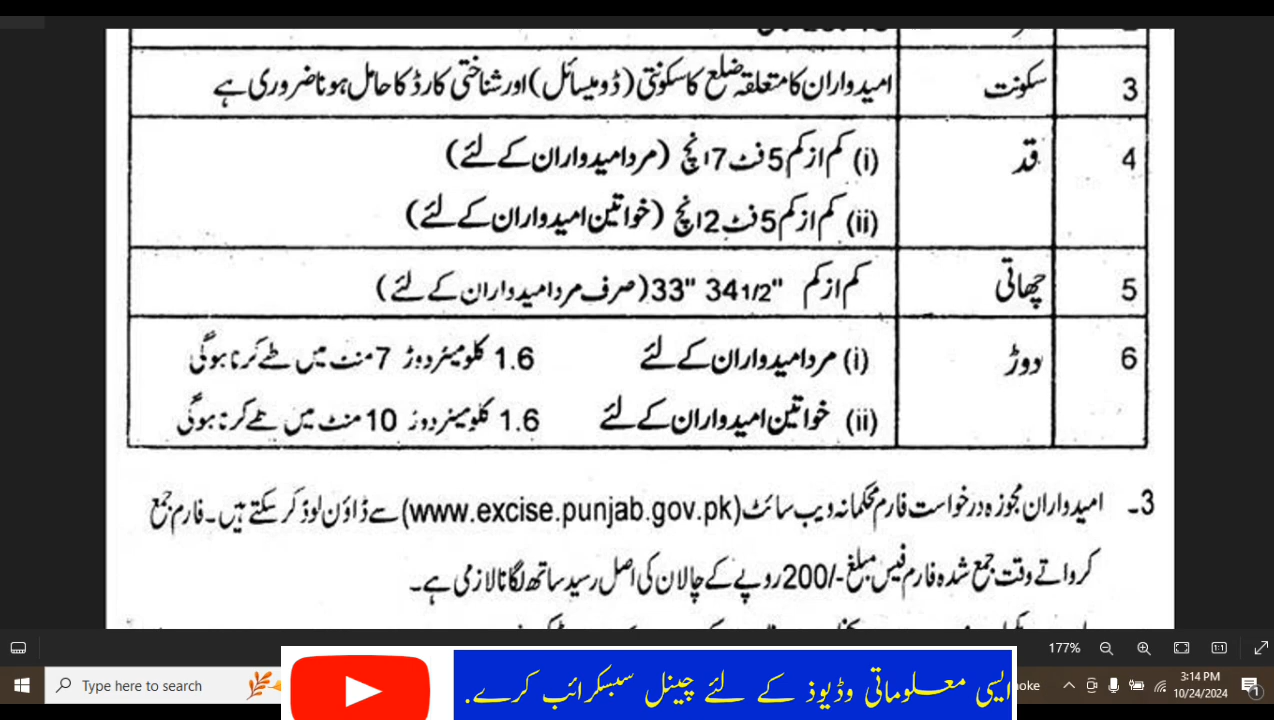 3 سکونت امیدواران کا متعلقہ ضلع کا سکونتی (ڈومیسائل) اور شناختی کارڈ کا حامل ہونا ضروری ہے
4 قد (i) کم از کم 5 فٹ 7 انچ (مرد امیدواران کے لئے)
(ii) کم از کم 5 فٹ 2 انچ (خواتین امیدواران کے لئے)
5 چھاتی کم از کم "33 "34 1/2 (صرف مرد امیدواران کے لئے)
6 دوڑ (i) مرد امیدواران کے لئے 1.6 کلومیٹر دوڑ 7 منٹ میں طے کرنا ہوگی
(ii) خواتین امیدواران کے لئے 1.6 کلومیٹر دوڑ 10 منٹ میں طے کرنا ہوگی
3۔ امیدواران مجوزہ درخواست فارم محکمانہ ویب سائٹ (www.excise.punjab.gov.pk) سے ڈاؤن لوڈ کر سکتے ہیں۔ فارم جمع
کرواتے وقت جمع شدہ فارم فیس مبلغ -/200 روپے کے چالان کی اصل رسید ساتھ لگانا لازمی ہے۔
177%
1:1
Type here to search
ایسی معلوماتی وڈیوذ کے لئے چینل سبسکرائب کرے.
noke
3:14 PM
10/24/2024
1